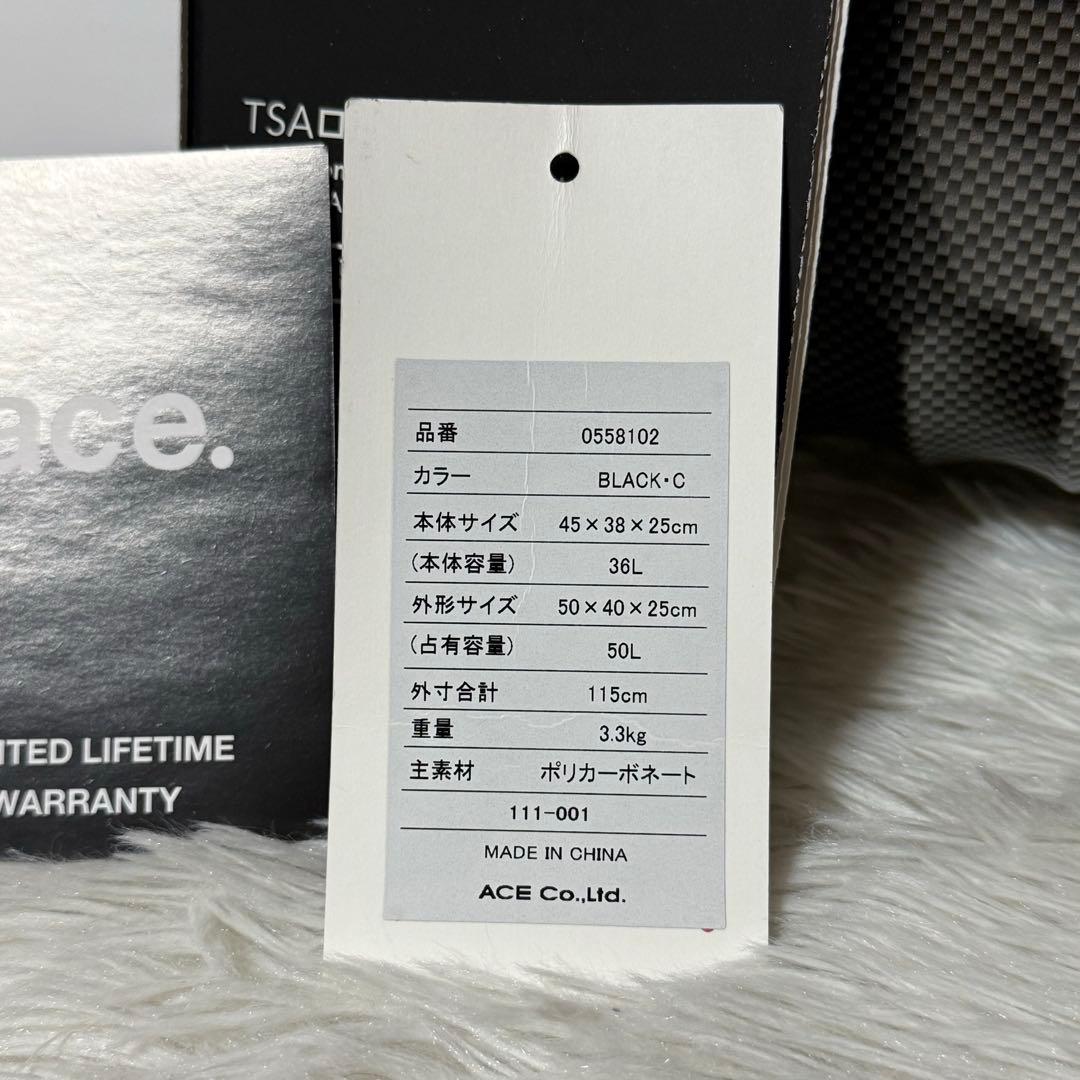 TSA
ace.
LIFETIME
WARRANTY
品番 0558102
カラー BLACK・C
本体サイズ 45×38×25cm
(本体容量) 36L
外形サイズ 50×40×25cm
(占有容量) 50L
外寸合計 115cm
重量 3.3kg
主素材 ポリカーボネート
111-001
MADE IN CHINA
ACE Co.,Ltd.